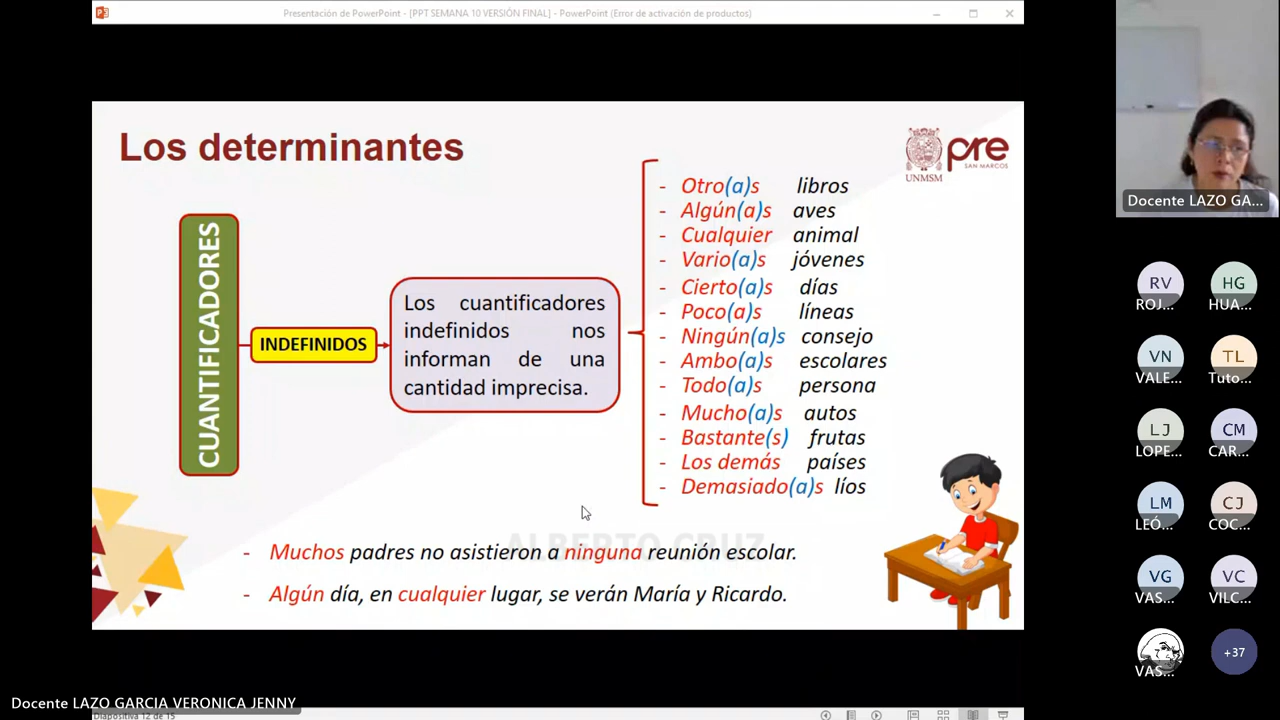 Presentación de PowerPoint - [PPT SEMANA 10 VERSIÓN FINAL] - PowerPoint (Error de activación de productos)
Los determinantes
UNMSM
pre
SAN MARCOS
CUANTIFICADORES
INDEFINIDOS
Los cuantificadores
indefinidos nos
informan de una
cantidad imprecisa.
- Otro(a)s libros
- Algún(a)s aves
- Cualquier animal
- Vario(a)s jóvenes
- Cierto(a)s días
- Poco(a)s líneas
- Ningún(a)s consejo
- Ambo(a)s escolares
- Todo(a)s persona
- Mucho(a)s autos
- Bastante(s) frutas
- Los demás países
- Demasiado(a)s líos
ALBERTO CRUZ
- Muchos padres no asistieron a ninguna reunión escolar.
- Algún día, en cualquier lugar, se verán María y Ricardo.
Docente LAZO GARCIA VERONICA JENNY
Diapositiva 12 de 15
Docente LAZO GA...
RV HG
ROJ... HUA...
VN TL
VALE... Tuto...
LJ CM
LOPE... CAR...
LM CJ
LEÓ... COC...
VG VC
VAS... VILC...
VAS... +37